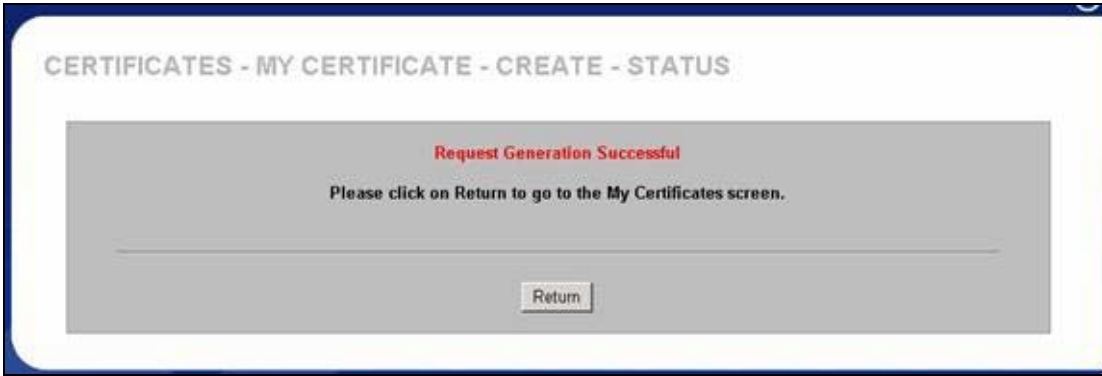 CERTIFICATES - MY CERTIFICATE - CREATE - STATUS
Request Generation Successful
Please click on Return to go to the My Certificates screen.
Return